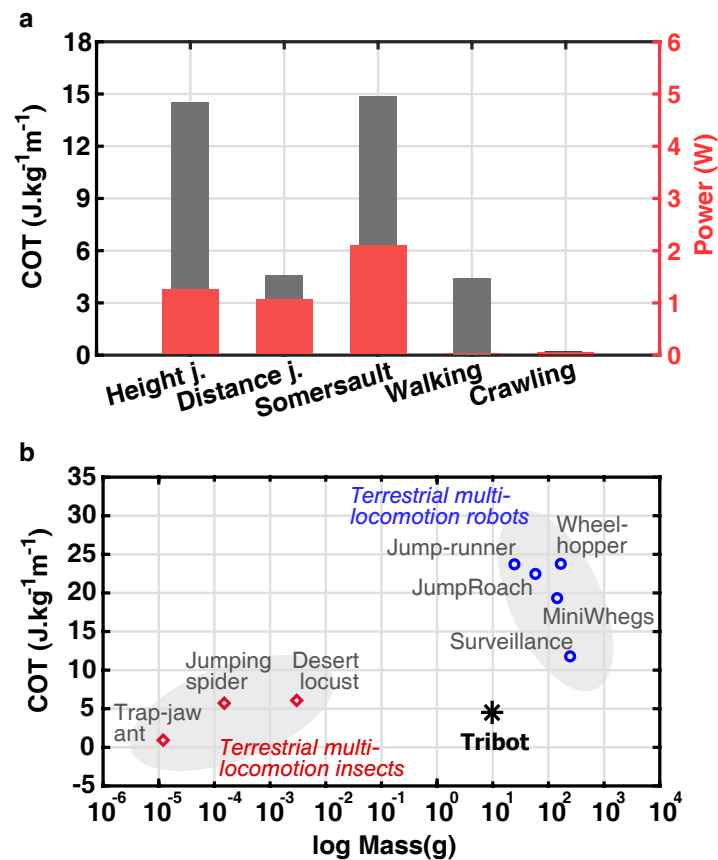 a
18
15
12
9
6
3
0
COT (J.kg⁻¹m⁻¹)
6
5
4
3
2
1
0
Power (W)
Height j.
Distance j.
Somersault
Walking
Crawling
b
35
30
25
20
15
10
5
0
-5
COT (J.kg⁻¹m⁻¹)
Terrestrial multi-
locomotion robots
Wheel-
hopper
Jump-runner
JumpRoach
MiniWhegs
Surveillance
Jumping
spider
Desert
locust
Trap-jaw
ant
Tribot
Terrestrial multi-
locomotion insects
10⁻⁶ 10⁻⁵ 10⁻⁴ 10⁻³ 10⁻² 10⁻¹ 10⁰ 10¹ 10² 10³ 10⁴
log Mass(g)